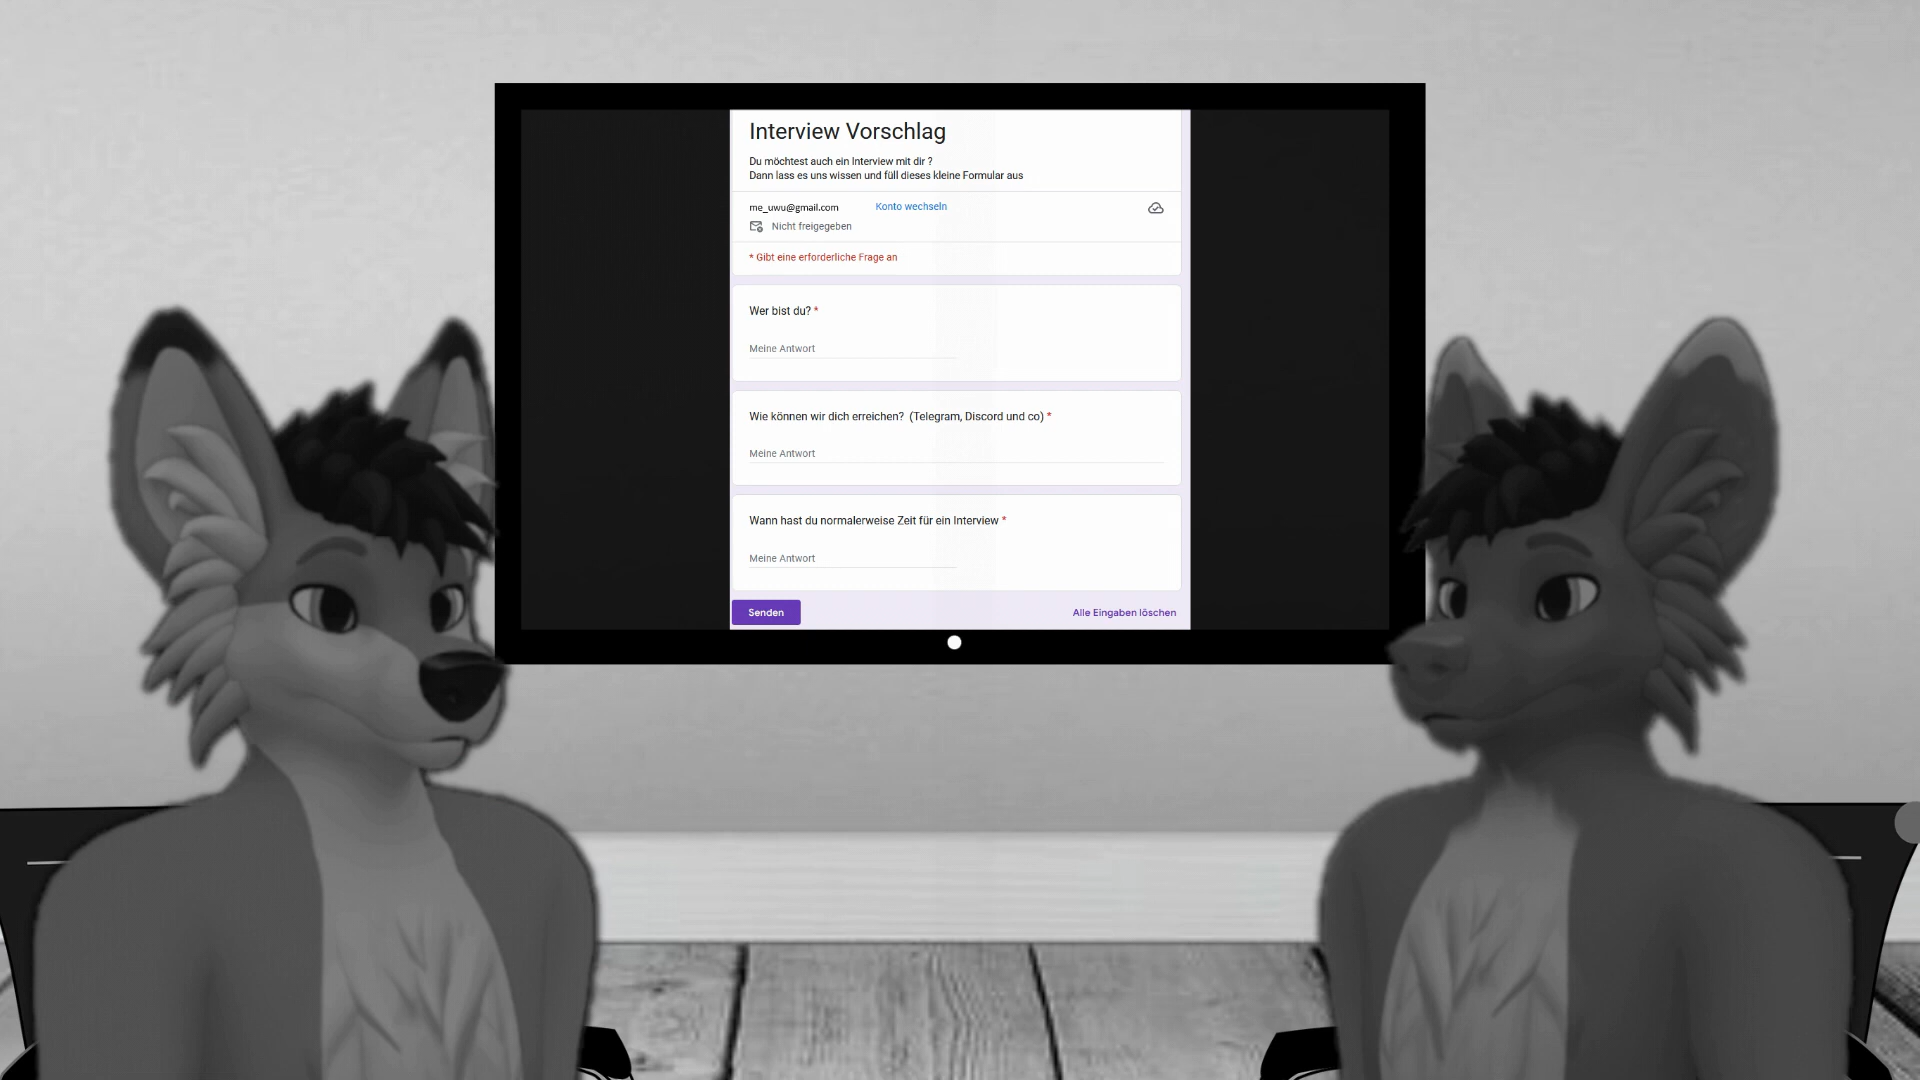 Interview Vorschlag
Du möchtest auch ein Interview mit dir ?
Dann lass es uns wissen und füll dieses kleine Formular aus
me_uwu@gmail.com Konto wechseln
Nicht freigegeben
* Gibt eine erforderliche Frage an
Wer bist du? *
Meine Antwort
Wie können wir dich erreichen? (Telegram, Discord und co) *
Meine Antwort
Wann hast du normalerweise Zeit für ein Interview *
Meine Antwort
Senden Alle Eingaben löschen